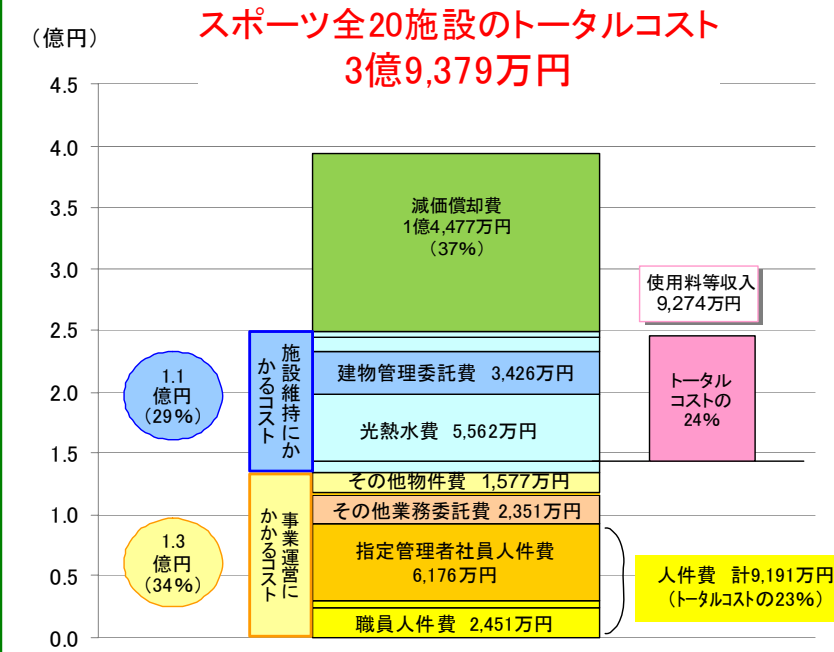 スポーツ全20施設のトータルコスト
3億9,379万円
（億円）
4.5
4.0
3.5
3.0
2.5
2.0
1.5
1.0
0.5
0.0
減価償却費
1億4,477万円
（37%）
使用料等収入
9,274万円
トータル
コストの
24%
1.1
億円
(29%)
施設維持にか
かるコスト
建物管理委託費 3,426万円
光熱水費 5,562万円
その他物件費 1,577万円
その他業務委託費 2,351万円
1.3
億円
(34%)
事業運営に
かかるコスト
指定管理者社員人件費
6,176万円
職員人件費 2,451万円
人件費 計9,191万円
（トータルコストの23%）